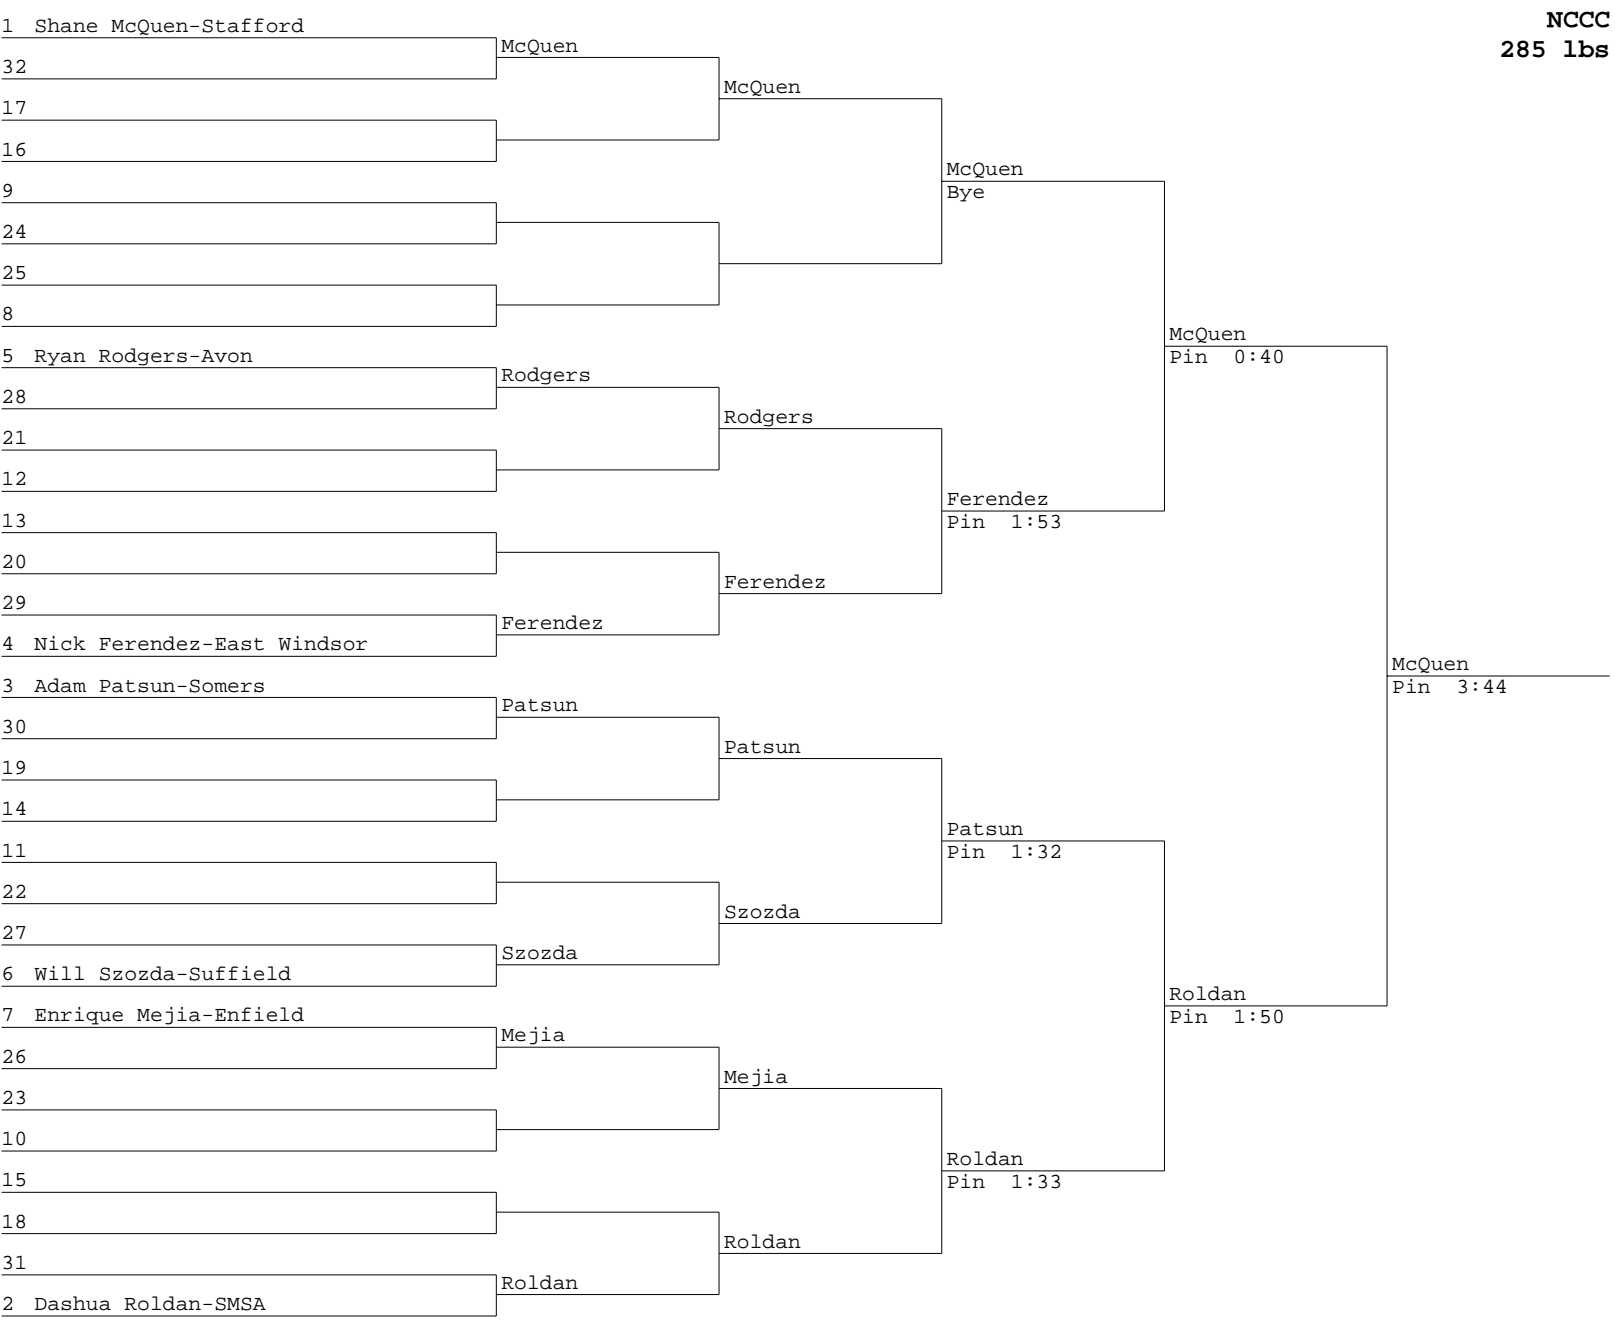 NCCC
285 lbs
1 Shane McQuen-Stafford
32
17
16
9
24
25
8
5 Ryan Rodgers-Avon
28
21
12
13
20
29
4 Nick Ferendez-East Windsor
3 Adam Patsun-Somers
30
19
14
11
22
27
6 Will Szozda-Suffield
7 Enrique Mejia-Enfield
26
23
10
15
18
31
2 Dashua Roldan-SMSA
McQuen
Rodgers
Ferendez
Patsun
Szozda
Mejia
Roldan
McQuen
Rodgers
Ferendez
Patsun
Szozda
Mejia
Roldan
McQuen
Bye
Ferendez
Pin 1:53
Patsun
Pin 1:32
Roldan
Pin 1:33
McQuen
Pin 0:40
Roldan
Pin 1:50
McQuen
Pin 3:44